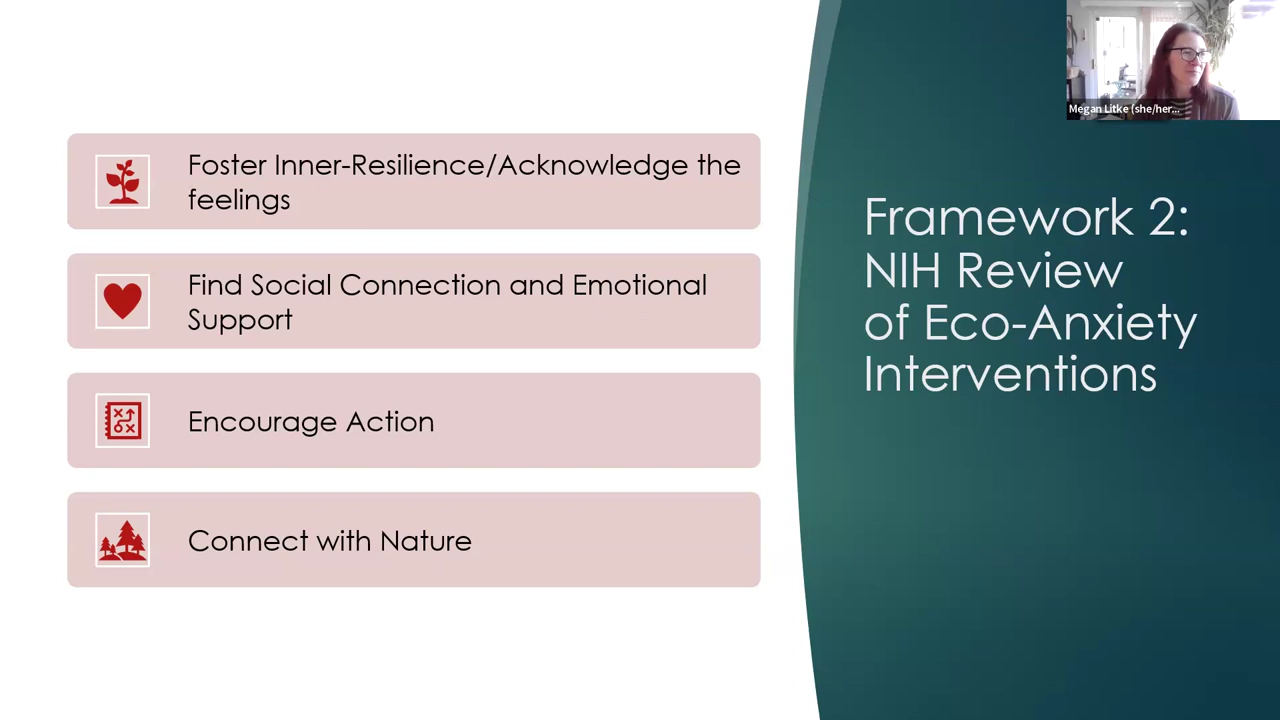 Foster Inner-Resilience/Acknowledge the
feelings
Find Social Connection and Emotional
Support
Encourage Action
Connect with Nature
Megan Litke (she/her...
Framework 2:
NIH Review
of Eco-Anxiety
Interventions